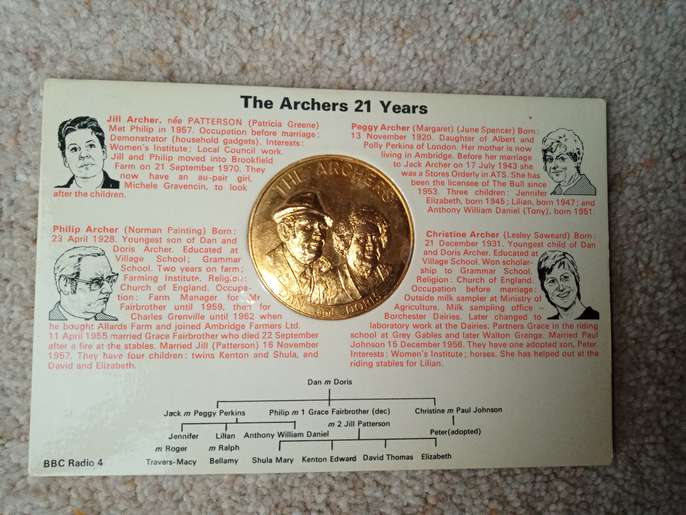 The Archers 21 Years
Jill Archer. née PATTERSON (Patricia Greene)
Met Philip in 1957. Occupation before marriage:
Demonstrator (household gadgets). Interests:
Women's Institute; Local Council work.
Jill and Philip moved into Brookfield
Farm on 21 September 1970. They
now have an au-pair girl,
Michele Gravencin, to look
after the children.
Peggy Archer (Margaret) (June Spencer) Born:
13 November 1920. Daughter of Albert and
Polly Perkins of London. Her mother is now
living in Ambridge. Before her marriage
to Jack Archer on 17 July 1943 she
was a Stores Orderly in ATS. She has
been the licensee of The Bull since
1953. Three children: Jennifer
Elizabeth, born 1945; Lilian, born 1947; and
Anthony William Daniel (Tony), born 1951.
THE ARCHERS
DAN and DORIS
Philip Archer (Norman Painting) Born:
23 April 1928. Youngest son of Dan
and Doris Archer. Educated at
Village School; Grammar
School. Two years on farm;
Farming Institute. Religion:
Church of England. Occupa-
tion: Farm Manager for Mr
Fairbrother until 1959, then for
Charles Grenville until 1962 when
he bought Allards Farm and joined Ambridge Farmers Ltd.
11 April 1955 married Grace Fairbrother who died 22 September
after a fire at the stables. Married Jill (Patterson) 16 November
1957. They have four children: twins Kenton and Shula, and
David and Elizabeth.
Christine Archer (Lesley Saweard) Born:
21 December 1931. Youngest child of Dan
and Doris Archer. Educated at
Village School. Won scholar-
ship to Grammar School.
Religion: Church of England.
Occupation before marriage:
Outside milk sampler at Ministry of
Agriculture. Milk sampling office –
Borchester Dairies. Later changed to
laboratory work at the Dairies. Partners Grace in the riding
school at Grey Gables and later Walton Grange. Married Paul
Johnson 15 December 1956. They have one adopted son, Peter.
Interests: Women's Institute; horses. She has helped out at the
riding stables for Lilian.
Dan m Doris
Jack m Peggy Perkins Philip m 1 Grace Fairbrother (dec) Christine m Paul Johnson
m 2 Jill Patterson
Jennifer Lilian Anthony William Daniel Peter(adopted)
m Roger m Ralph
Travers-Macy Bellamy Shula Mary Kenton Edward David Thomas Elizabeth
BBC Radio 4